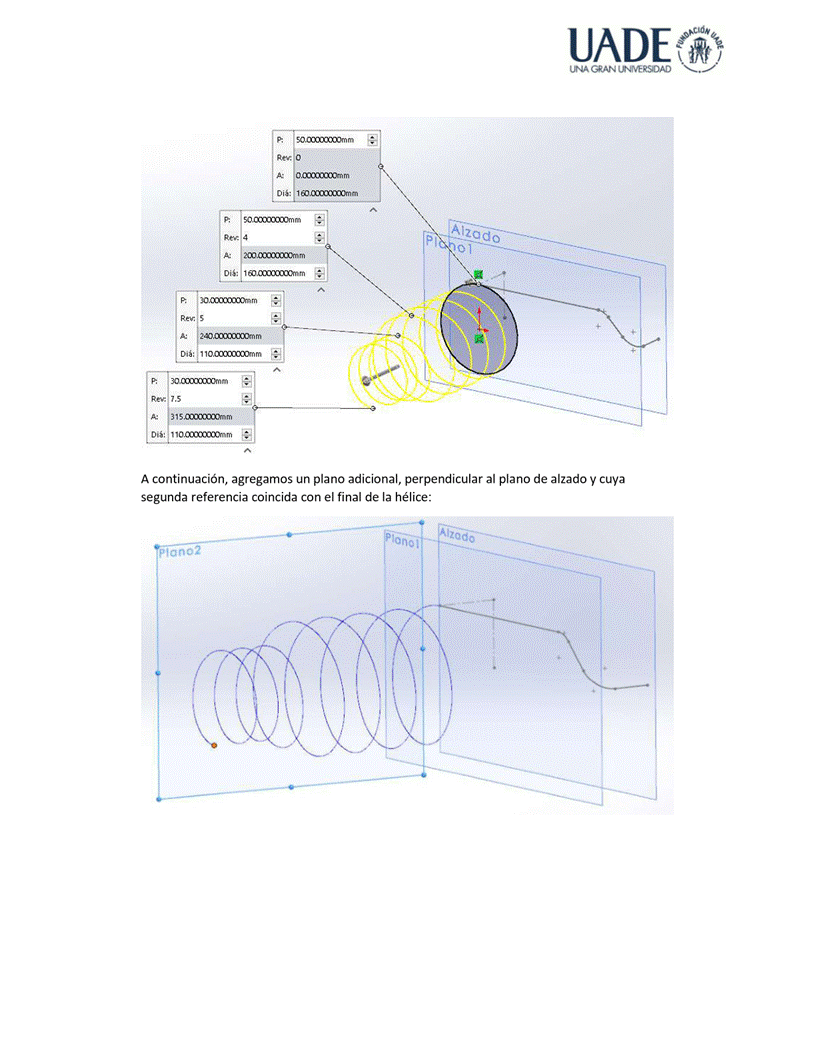 UADE
UNA GRAN UNIVERSIDAD
FUNDACIÓN UADE
P: 50.00000000mm
Rev: 0
A: 0.00000000mm
Diá: 160.00000000mm
P: 50.00000000mm
Rev: 4
A: 200.00000000mm
Diá: 160.00000000mm
P: 30.00000000mm
Rev: 5
A: 240.00000000mm
Diá: 110.00000000mm
P: 30.00000000mm
Rev: 7.5
A: 315.00000000mm
Diá: 110.00000000mm
Alzado
Plano1
A continuación, agregamos un plano adicional, perpendicular al plano de alzado y cuya
segunda referencia coincida con el final de la hélice:
Plano2
Plano1
Alzado